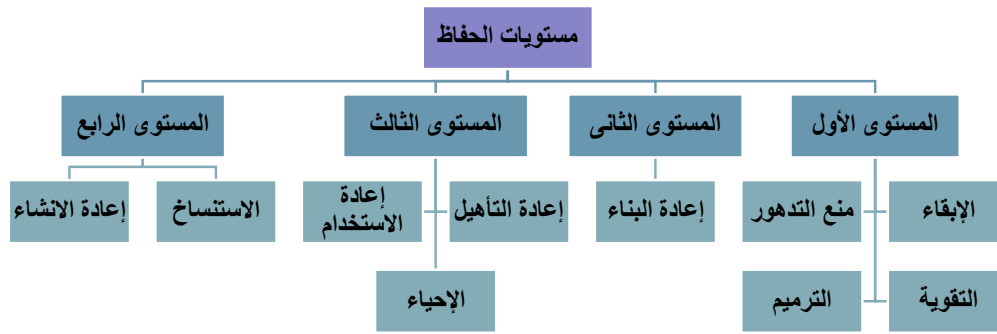 مستويات الحفاظ
المستوى الأول
المستوى الثانى
المستوى الثالث
المستوى الرابع
الإبقاء
منع التدهور
التقوية
الترميم
إعادة البناء
إعادة التأهيل
إعادة
الاستخدام
الإحياء
الاستنساخ
إعادة الانشاء